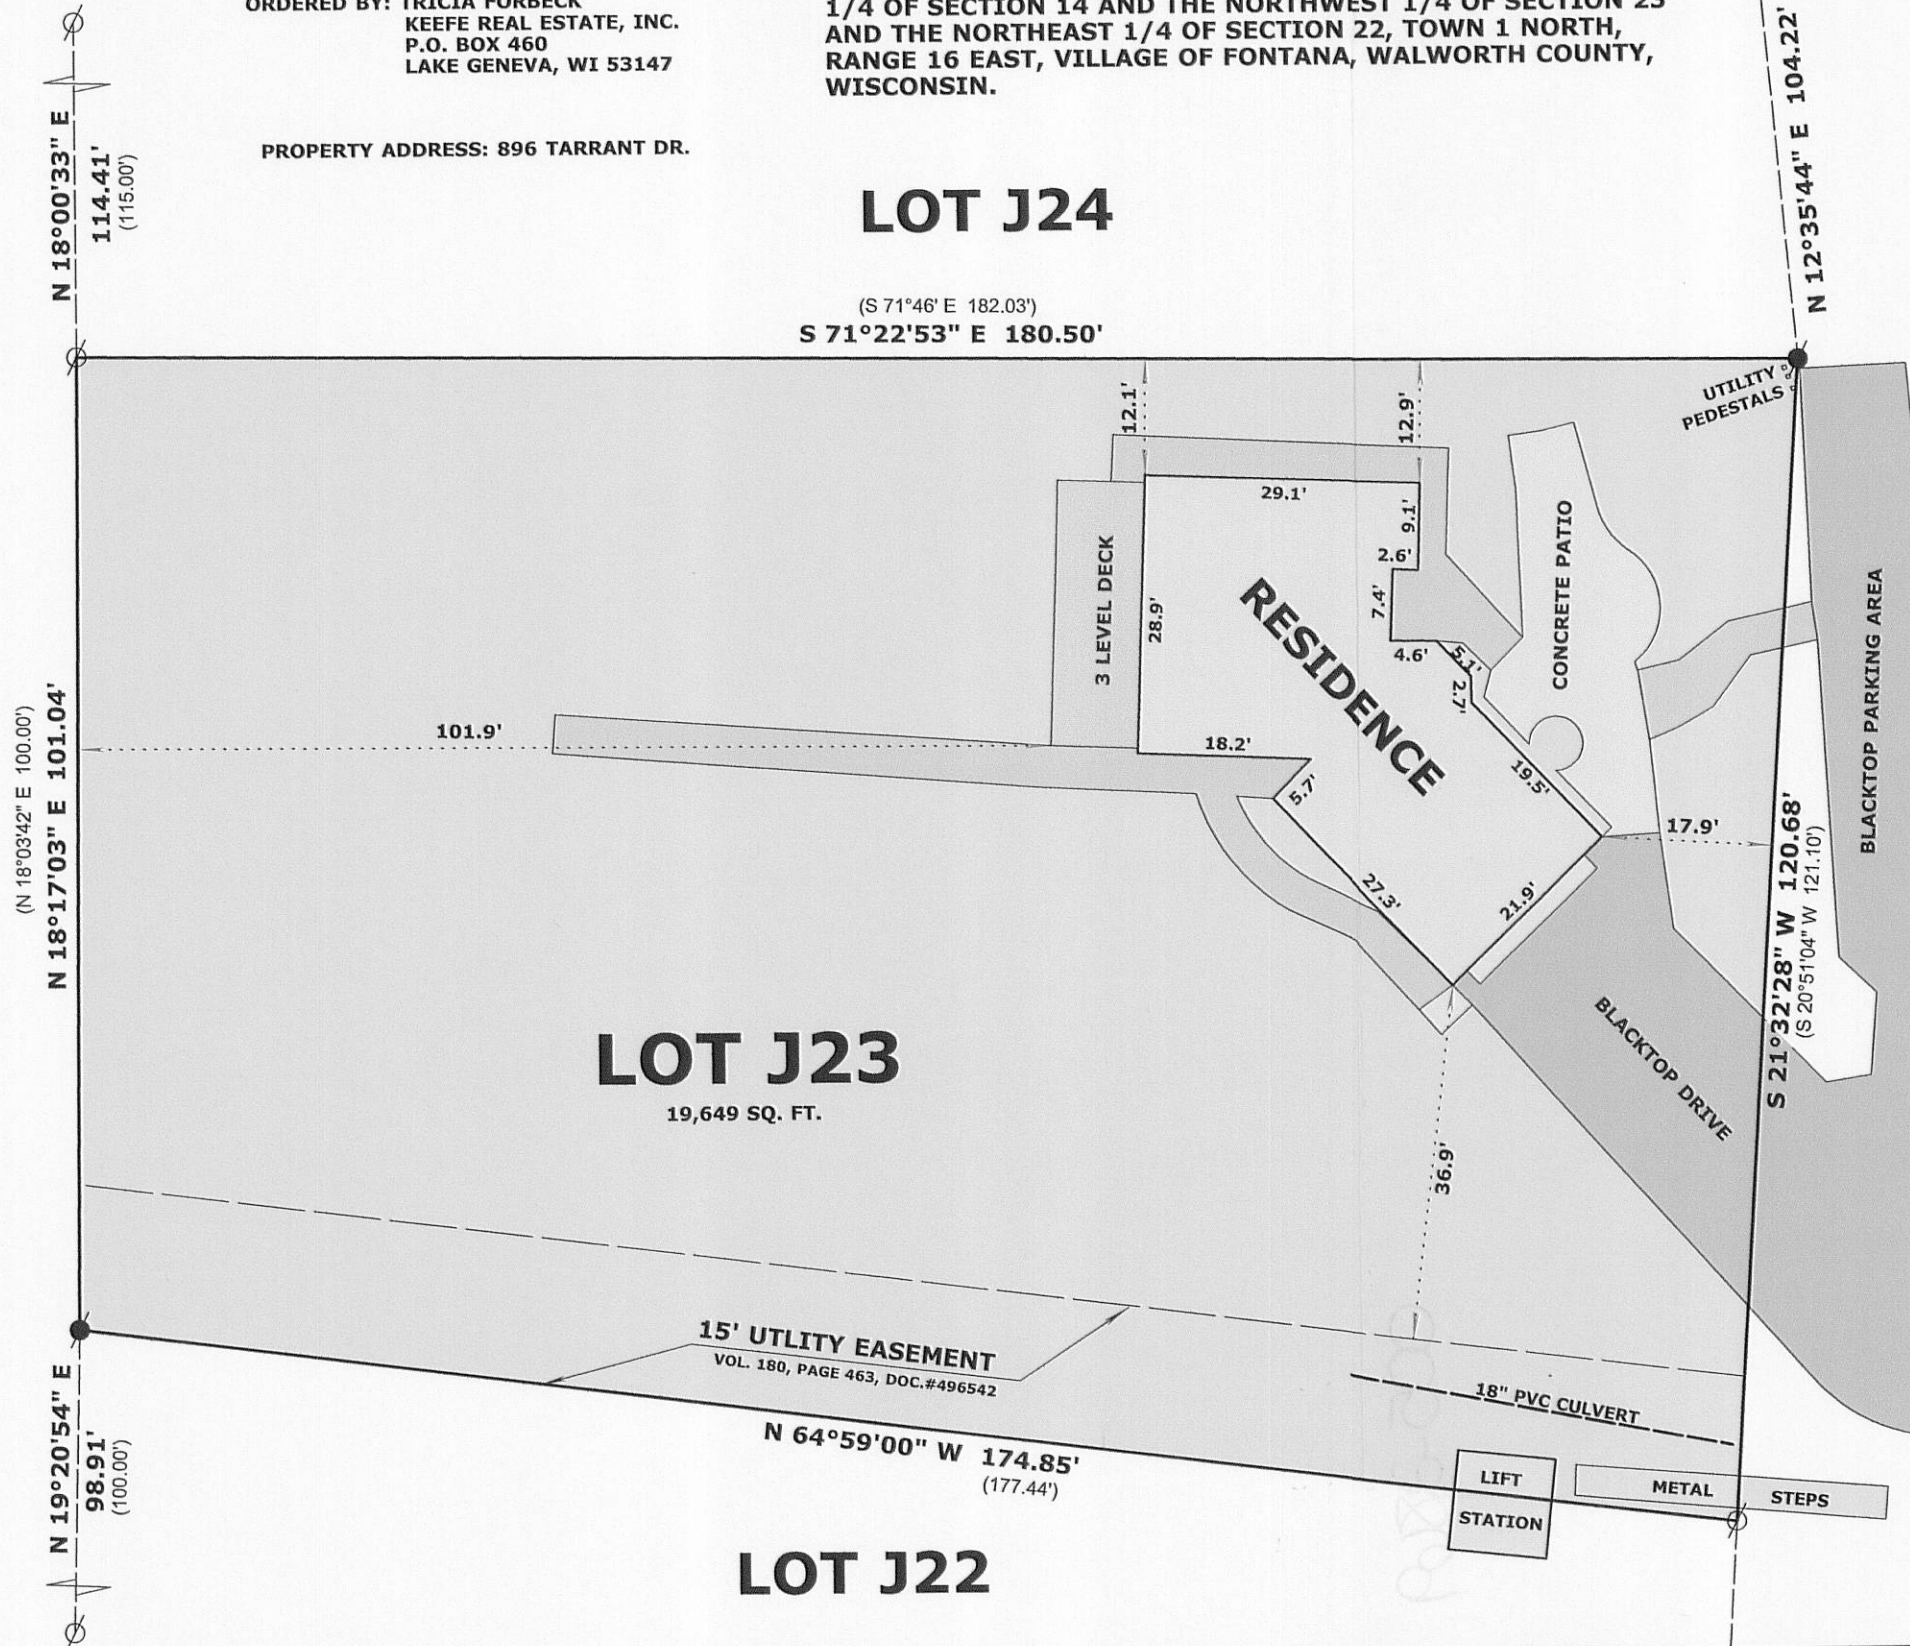 ORDERED BY: TRICIA FORBECK
KEEFE REAL ESTATE, INC.
P.O. BOX 460
LAKE GENEVA, WI 53147
1/4 OF SECTION 14 AND THE NORTHWEST 1/4 OF SECTION 23
AND THE NORTHEAST 1/4 OF SECTION 22, TOWN 1 NORTH,
RANGE 16 EAST, VILLAGE OF FONTANA, WALWORTH COUNTY,
WISCONSIN.
PROPERTY ADDRESS: 896 TARRANT DR.
N 18°00'33" E
114.41'
(115.00')
N 12°35'44" E 104.22'
LOT J24
(S 71°46' E 182.03')
S 71°22'53" E 180.50'
UTILITY
PEDESTALS
12.1'
12.9'
29.1'
9.1'
2.6'
7.4'
4.6'
5.1'
2.7'
28.9'
3 LEVEL DECK
RESIDENCE
CONCRETE PATIO
BLACKTOP PARKING AREA
(N 18°03'42" E 100.00')
N 18°17'03" E 101.04'
101.9'
18.2'
5.7'
19.5'
17.9'
27.3'
21.9'
S 21°32'28" W 120.68'
(S 20°51'04" W 121.10')
BLACKTOP DRIVE
LOT J23
19,649 SQ. FT.
36.9'
15' UTLITY EASEMENT
VOL. 180, PAGE 463, DOC.#496542
18" PVC CULVERT
N 64°59'00" W 174.85'
(177.44')
LIFT
STATION
METAL STEPS
N 19°20'54" E
98.91'
(100.00')
LOT J22